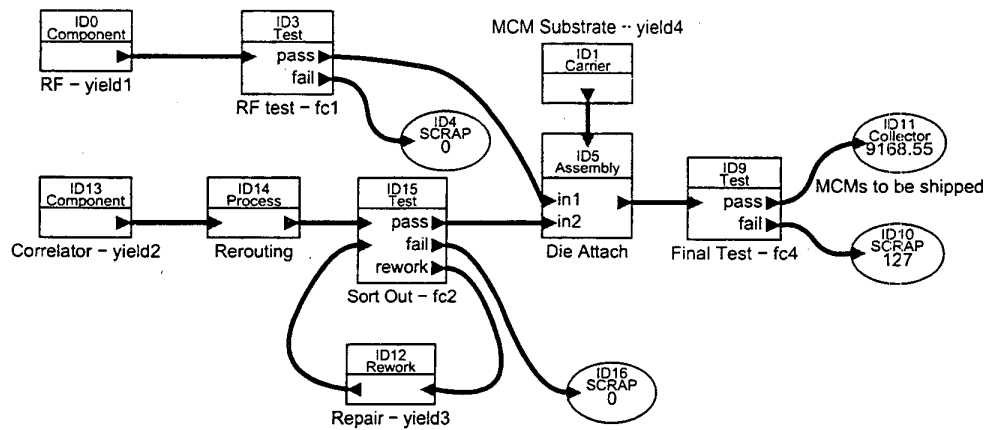 ID0
Component
RF – yield1
ID3
Test
pass
fail
RF test – fc1
ID4
SCRAP
0
MCM Substrate -- yield4
ID1
Carrier
ID5
Assembly
in1
in2
Die Attach
ID9
Test
pass
fail
Final Test – fc4
ID11
Collector
9168.55
MCMs to be shipped
ID10
SCRAP
127
ID13
Component
Correlator – yield2
ID14
Process
Rerouting
ID15
Test
pass
fail
rework
Sort Out – fc2
ID12
Rework
Repair – yield3
ID16
SCRAP
0